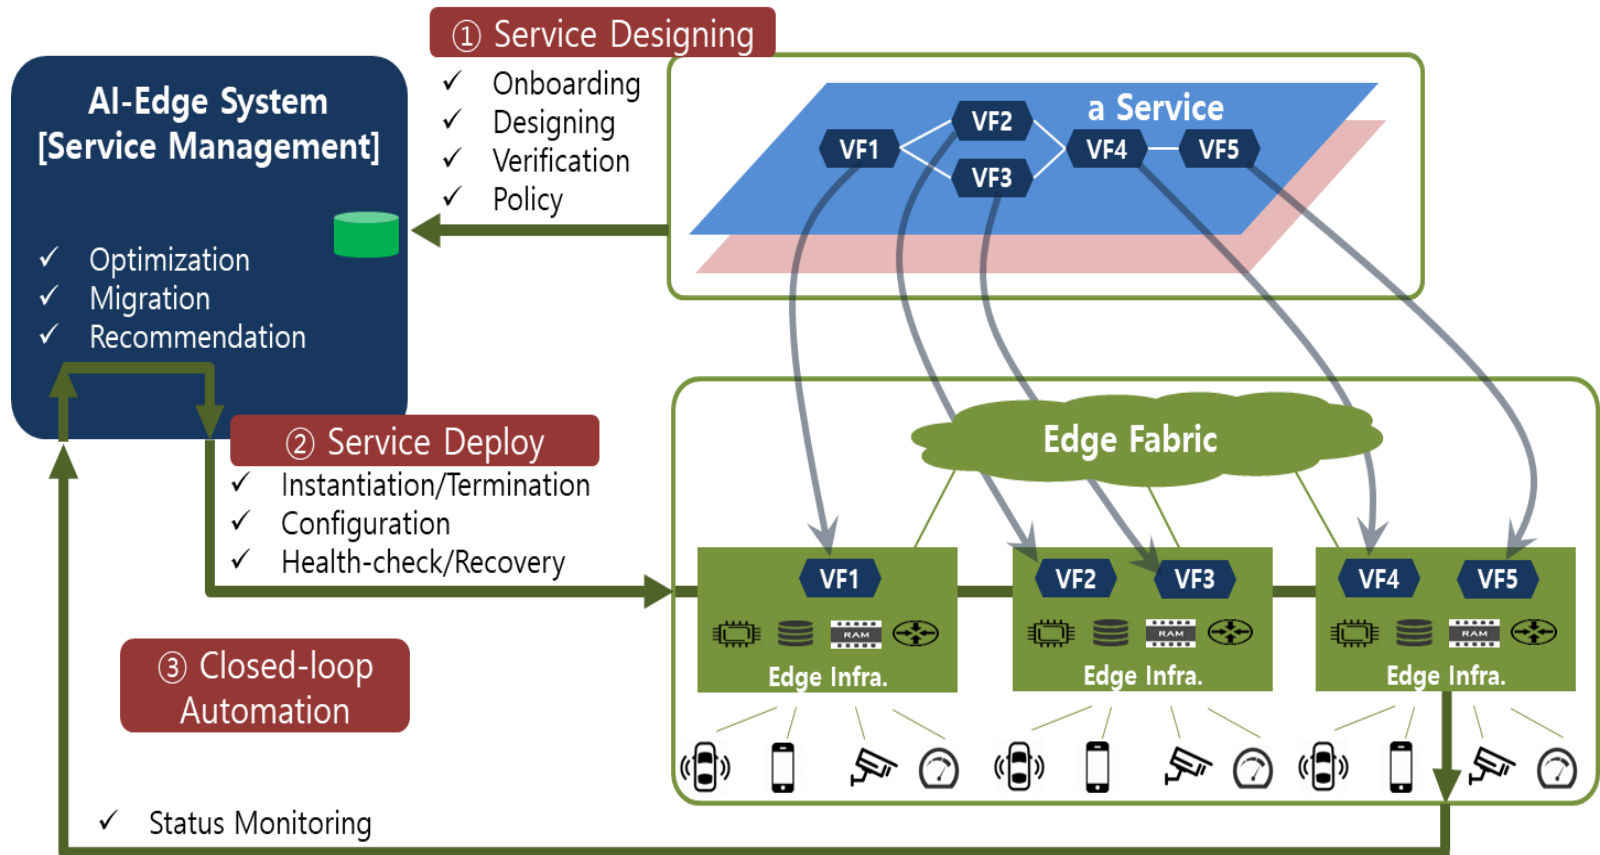 ① Service Designing
✓ Onboarding
✓ Designing
✓ Verification
✓ Policy
AI-Edge System
[Service Management]
✓ Optimization
✓ Migration
✓ Recommendation
a Service
VF1
VF2
VF3
VF4
VF5
② Service Deploy
✓ Instantiation/Termination
✓ Configuration
✓ Health-check/Recovery
Edge Fabric
VF1
RAM
Edge Infra.
VF2
VF3
RAM
Edge Infra.
VF4
VF5
RAM
Edge Infra.
③ Closed-loop
Automation
✓ Status Monitoring